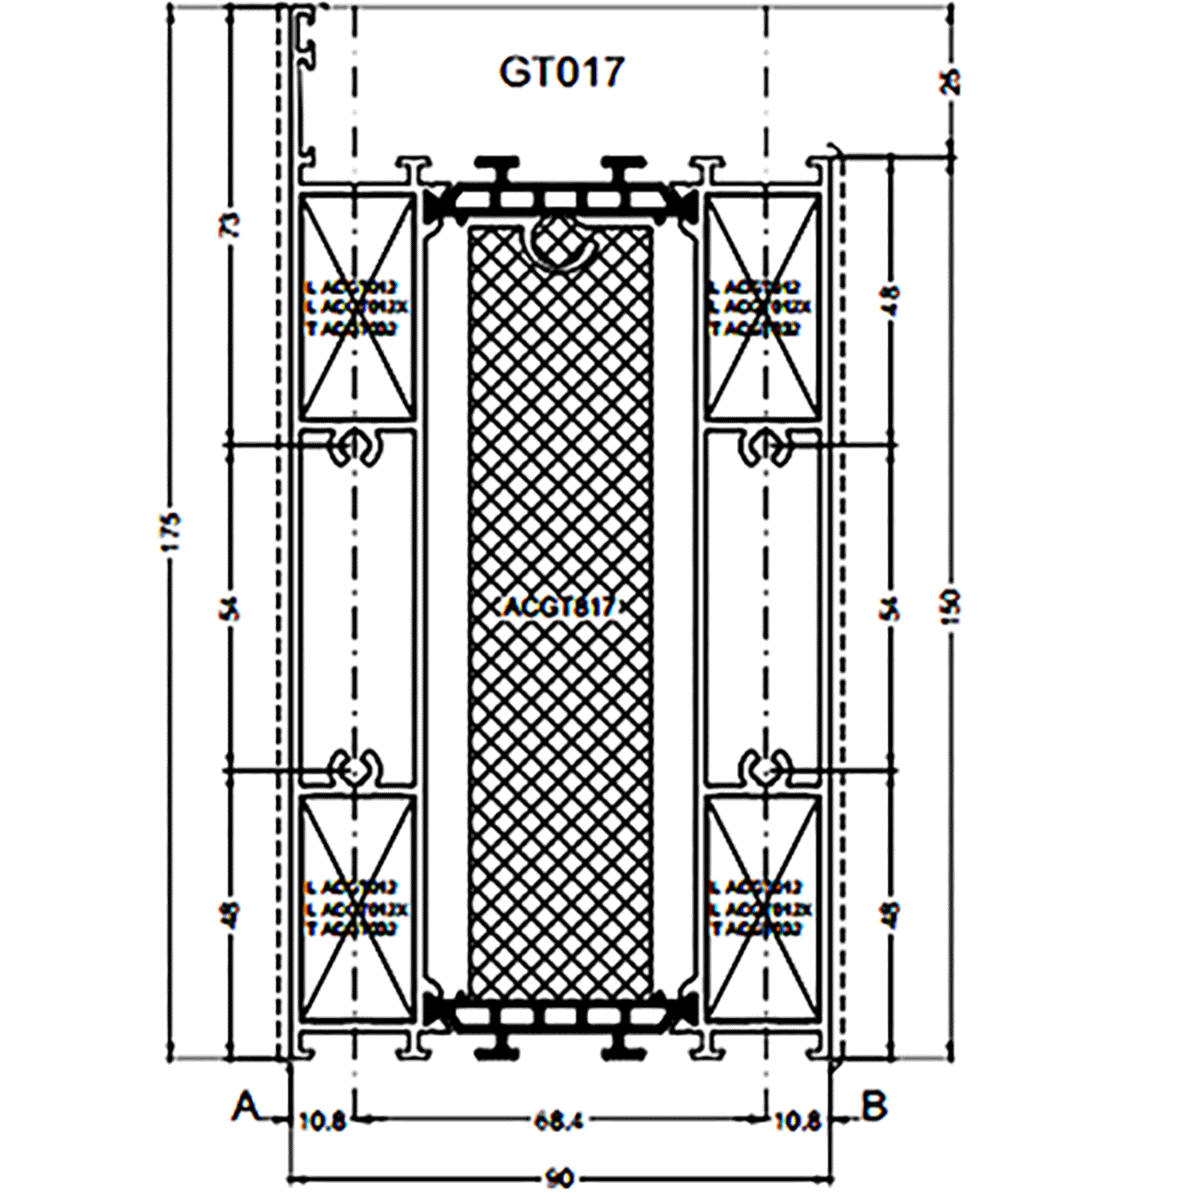 GT017
25
73
L ACGT012
L ACGT012X
T ACGT032
L ACGT012
L ACGT012X
T ACGT032
48
175
54
ACGT817
54
150
48
L ACGT012
L ACGT012X
T ACGT032
L ACGT012
L ACGT012X
T ACGT032
48
A
10.8
68.4
10.8
B
90